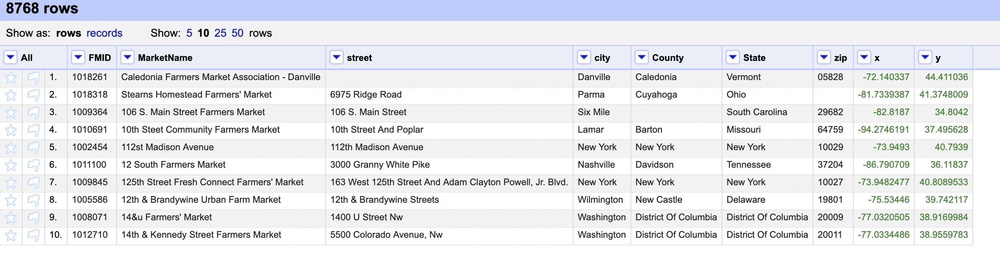 8768 rows
Show as: rows records Show: 5 10 25 50 rows
All FMID MarketName street city County State zip x y
1. 1018261 Caledonia Farmers Market Association - Danville Danville Caledonia Vermont 05828 -72.140337 44.411036
2. 1018318 Stearns Homestead Farmers' Market 6975 Ridge Road Parma Cuyahoga Ohio -81.7339387 41.3748009
3. 1009364 106 S. Main Street Farmers Market 106 S. Main Street Six Mile South Carolina 29682 -82.8187 34.8042
4. 1010691 10th Steet Community Farmers Market 10th Street And Poplar Lamar Barton Missouri 64759 -94.2746191 37.495628
5. 1002454 112st Madison Avenue 112th Madison Avenue New York New York New York 10029 -73.9493 40.7939
6. 1011100 12 South Farmers Market 3000 Granny White Pike Nashville Davidson Tennessee 37204 -86.790709 36.11837
7. 1009845 125th Street Fresh Connect Farmers' Market 163 West 125th Street And Adam Clayton Powell, Jr. Blvd. New York New York New York 10027 -73.9482477 40.8089533
8. 1005586 12th & Brandywine Urban Farm Market 12th & Brandywine Streets Wilmington New Castle Delaware 19801 -75.53446 39.742117
9. 1008071 14&u Farmers' Market 1400 U Street Nw Washington District Of Columbia District Of Columbia 20009 -77.0320505 38.9169984
10. 1012710 14th & Kennedy Street Farmers Market 5500 Colorado Avenue, Nw Washington District Of Columbia District Of Columbia 20011 -77.0334486 38.9559783